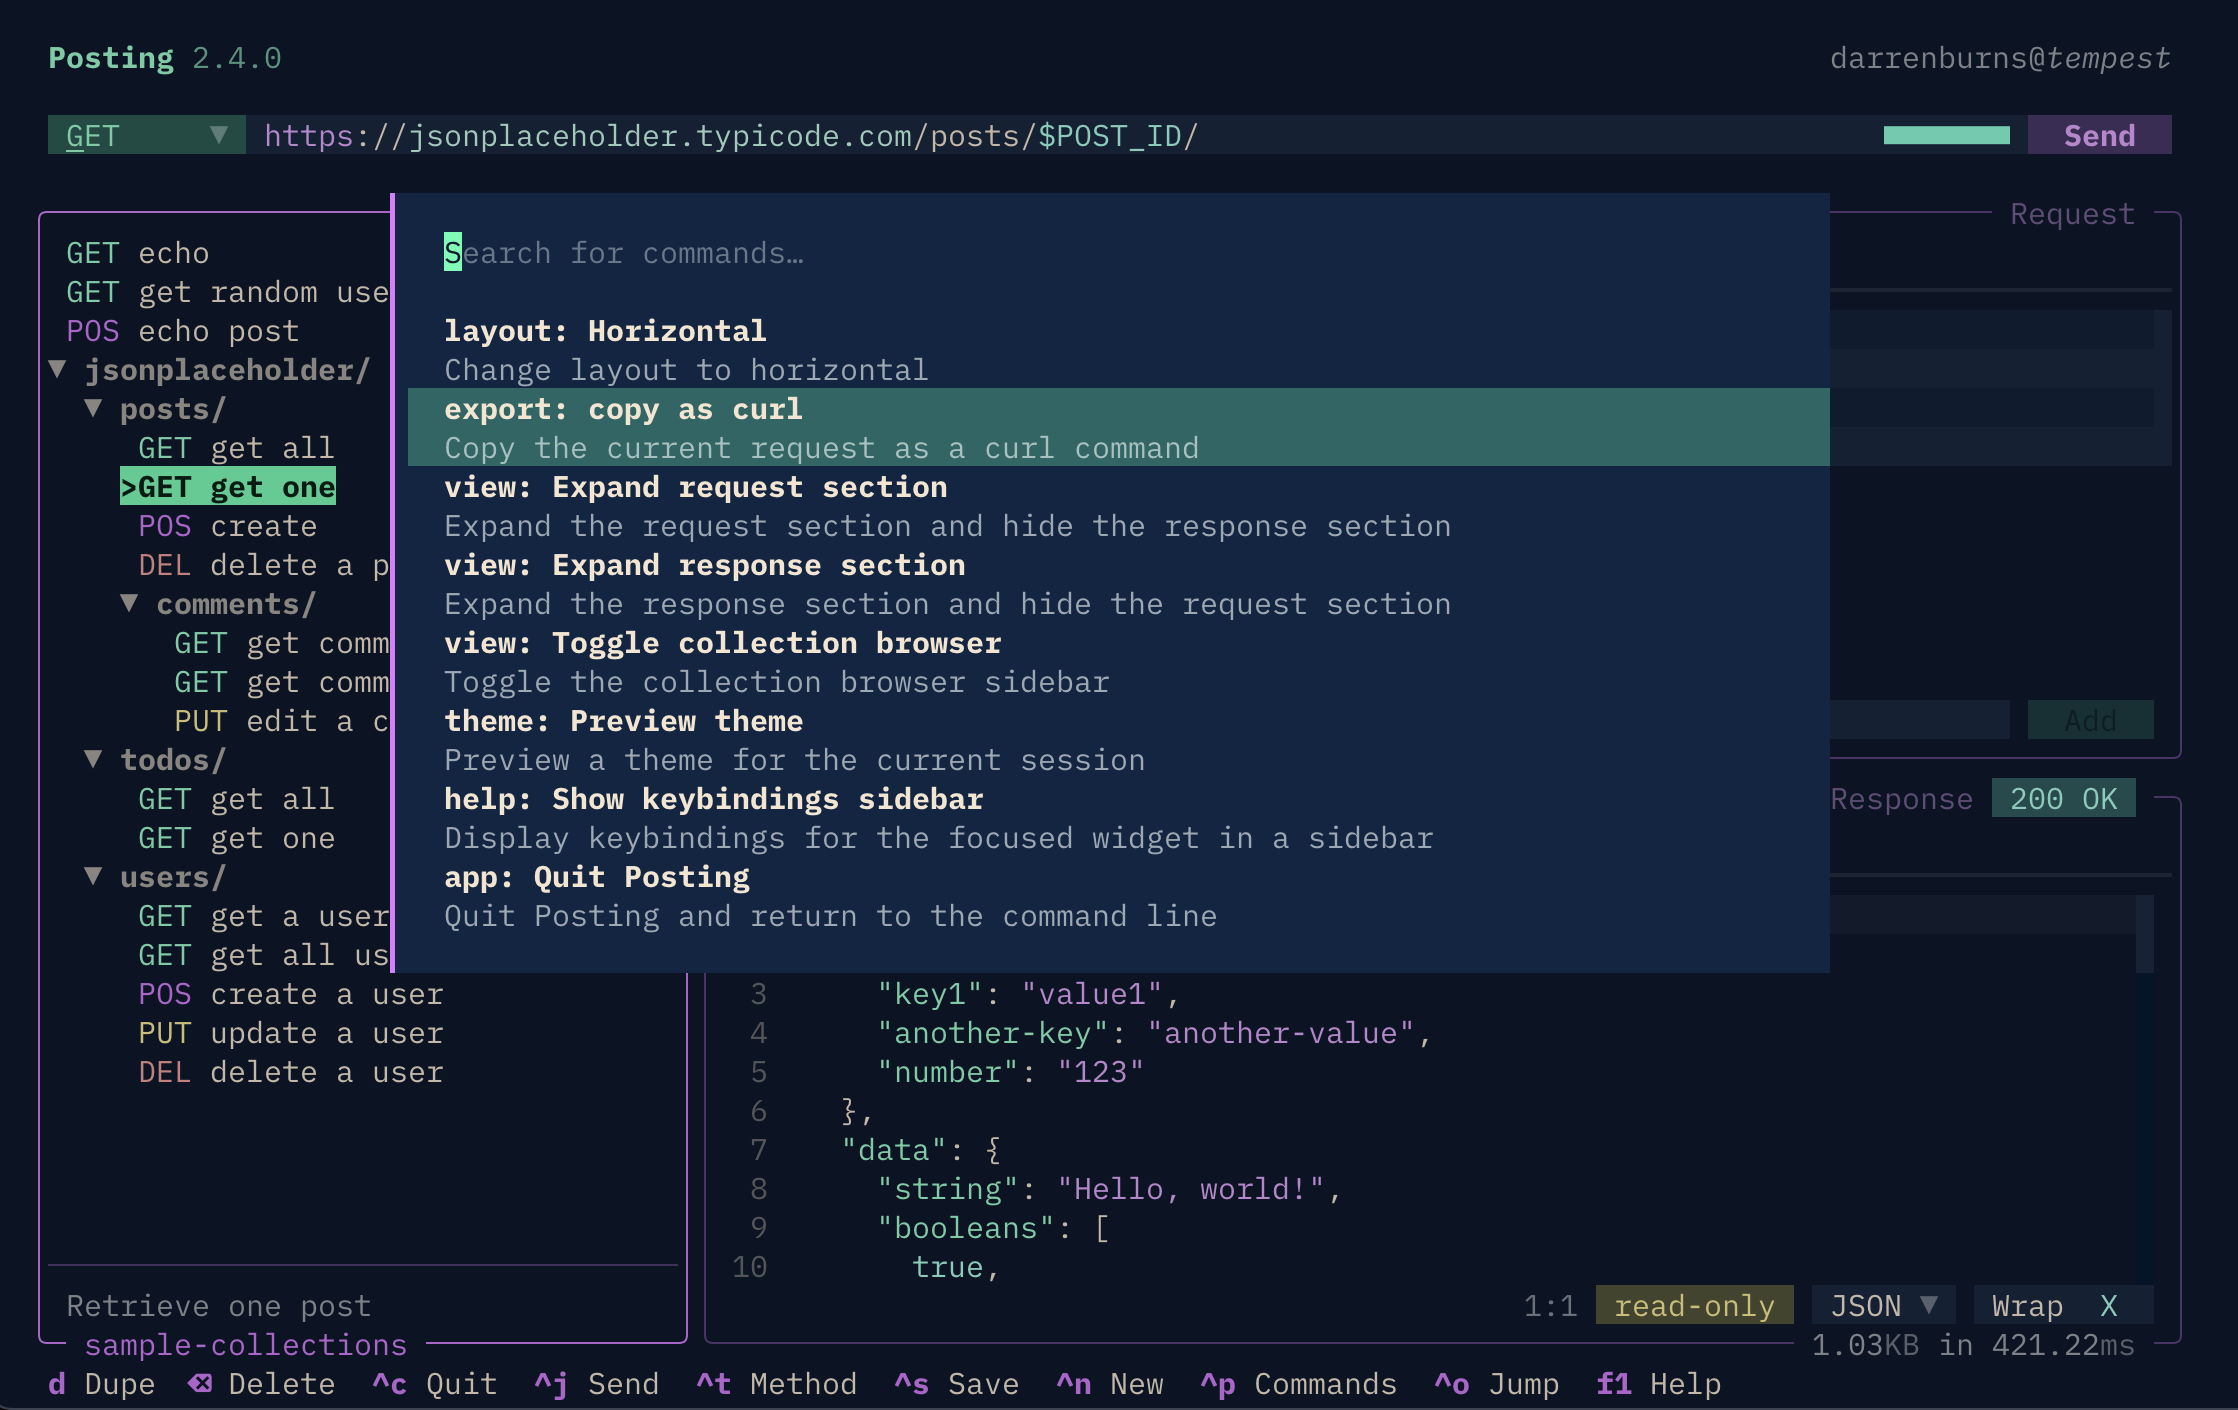 Posting 2.4.0
darrenburns@tempest
GET ▼ https://jsonplaceholder.typicode.com/posts/$POST_ID/ Send
GET echo
GET get random use
POS echo post
▼ jsonplaceholder/
▼ posts/
GET get all
>GET get one
POS create
DEL delete a p
▼ comments/
GET get comm
GET get comm
PUT edit a c
▼ todos/
GET get all
GET get one
▼ users/
GET get a user
GET get all us
POS create a user
PUT update a user
DEL delete a user
Retrieve one post
sample-collections
Search for commands…
layout: Horizontal
Change layout to horizontal
export: copy as curl
Copy the current request as a curl command
view: Expand request section
Expand the request section and hide the response section
view: Expand response section
Expand the response section and hide the request section
view: Toggle collection browser
Toggle the collection browser sidebar
theme: Preview theme
Preview a theme for the current session
help: Show keybindings sidebar
Display keybindings for the focused widget in a sidebar
app: Quit Posting
Quit Posting and return to the command line
Request
Add
Response 200 OK
3 "key1": "value1",
4 "another-key": "another-value",
5 "number": "123"
6 },
7 "data": {
8 "string": "Hello, world!",
9 "booleans": [
10 true,
1:1 read-only JSON ▼ Wrap X
1.03KB in 421.22ms
d Dupe ⌫ Delete ^c Quit ^j Send ^t Method ^s Save ^n New ^p Commands ^o Jump f1 Help